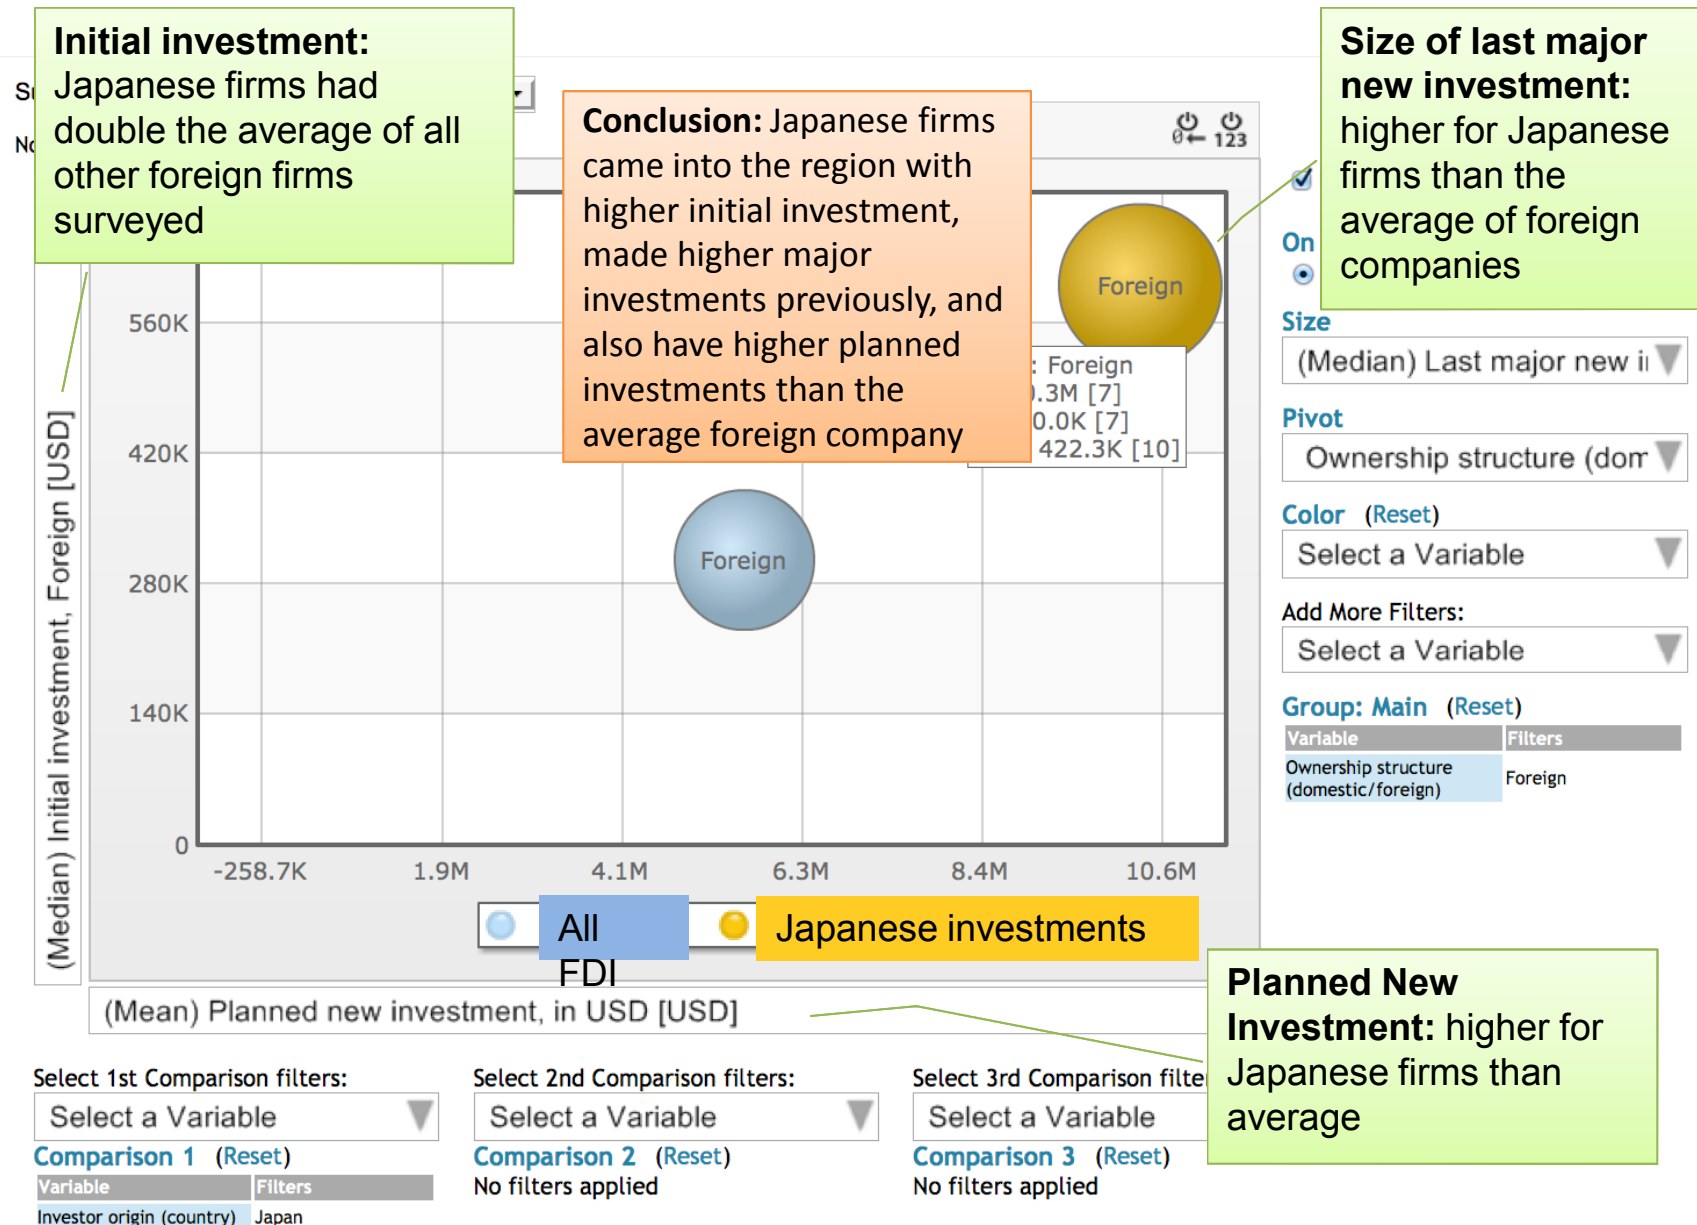 Initial investment:
Japanese firms had
double the average of all
other foreign firms
surveyed
Conclusion: Japanese firms
came into the region with
higher initial investment,
made higher major
investments previously, and
also have higher planned
investments than the
average foreign company
Size of last major
new investment:
higher for Japanese
firms than the
average of foreign
companies
123
Foreign
: Foreign
.3M [7]
0.0K [7]
422.3K [10]
Foreign
560K
420K
280K
140K
0
-258.7K 1.9M 4.1M 6.3M 8.4M 10.6M
(Median) Initial investment, Foreign [USD]
All
FDI
Japanese investments
(Mean) Planned new investment, in USD [USD]
On
Size
(Median) Last major new i
Pivot
Ownership structure (dom
Color (Reset)
Select a Variable
Add More Filters:
Select a Variable
Group: Main (Reset)
Variable Filters
Ownership structure
(domestic/foreign) Foreign
Planned New
Investment: higher for
Japanese firms than
average
Select 1st Comparison filters:
Select a Variable
Comparison 1 (Reset)
Variable Filters
Investor origin (country) Japan
Select 2nd Comparison filters:
Select a Variable
Comparison 2 (Reset)
No filters applied
Select 3rd Comparison filte
Select a Variable
Comparison 3 (Reset)
No filters applied